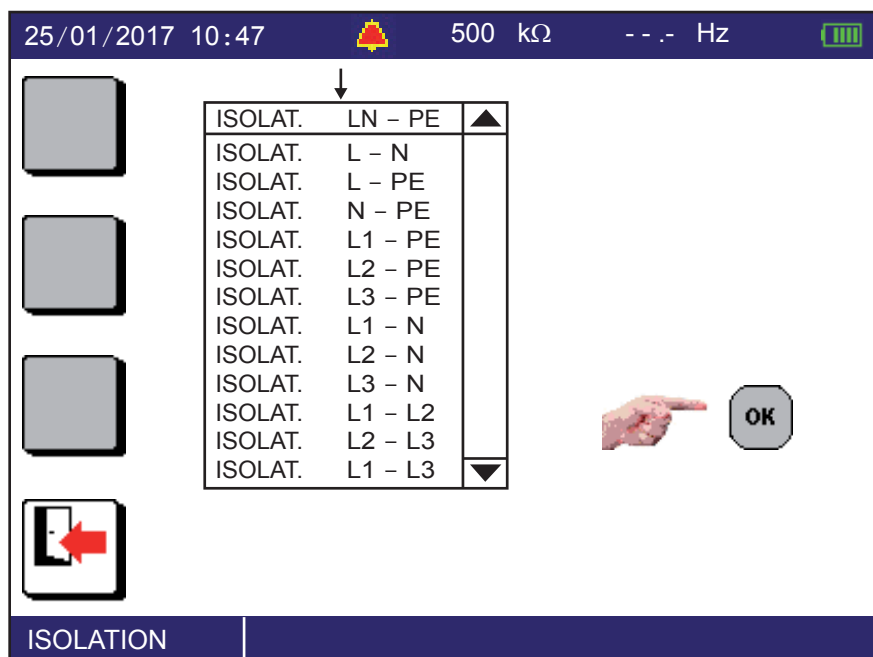 25/01/2017 10:47 500 kΩ - - .- Hz
ISOLAT. LN – PE
ISOLAT. L – N
ISOLAT. L – PE
ISOLAT. N – PE
ISOLAT. L1 – PE
ISOLAT. L2 – PE
ISOLAT. L3 – PE
ISOLAT. L1 – N
ISOLAT. L2 – N
ISOLAT. L3 – N
ISOLAT. L1 – L2
ISOLAT. L2 – L3
ISOLAT. L1 – L3
OK
ISOLATION